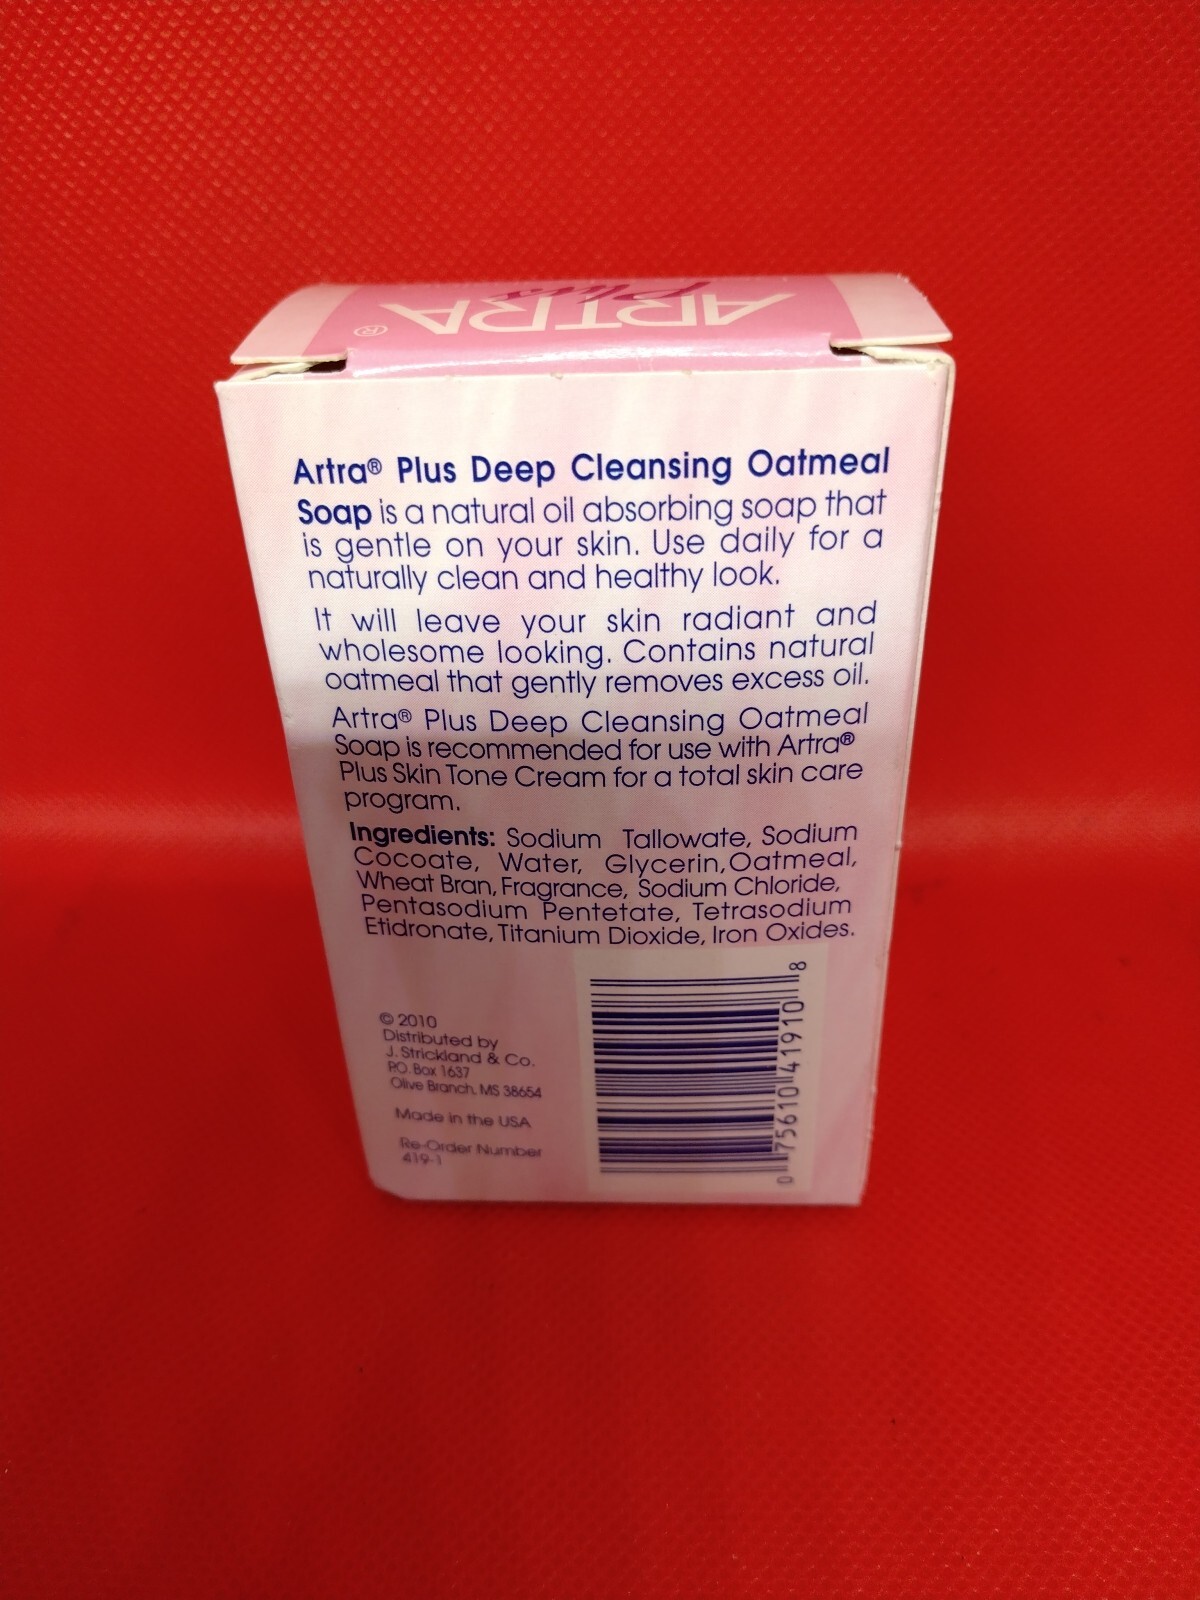 ARTRA®
Plus
Artra® Plus Deep Cleansing Oatmeal
Soap is a natural oil absorbing soap that
is gentle on your skin. Use daily for a
naturally clean and healthy look.
It will leave your skin radiant and
wholesome looking. Contains natural
oatmeal that gently removes excess oil.
Artra® Plus Deep Cleansing Oatmeal
Soap is recommended for use with Artra®
Plus Skin Tone Cream for a total skin care
program.
Ingredients: Sodium Tallowate, Sodium
Cocoate, Water, Glycerin, Oatmeal,
Wheat Bran, Fragrance, Sodium Chloride,
Pentasodium Pentetate, Tetrasodium
Etidronate, Titanium Dioxide, Iron Oxides.
© 2010
Distributed by
J. Strickland & Co.
P.O. Box 1637
Olive Branch, MS 38654
Made in the USA
Re-Order Number
419-1
0 75610 41910 8